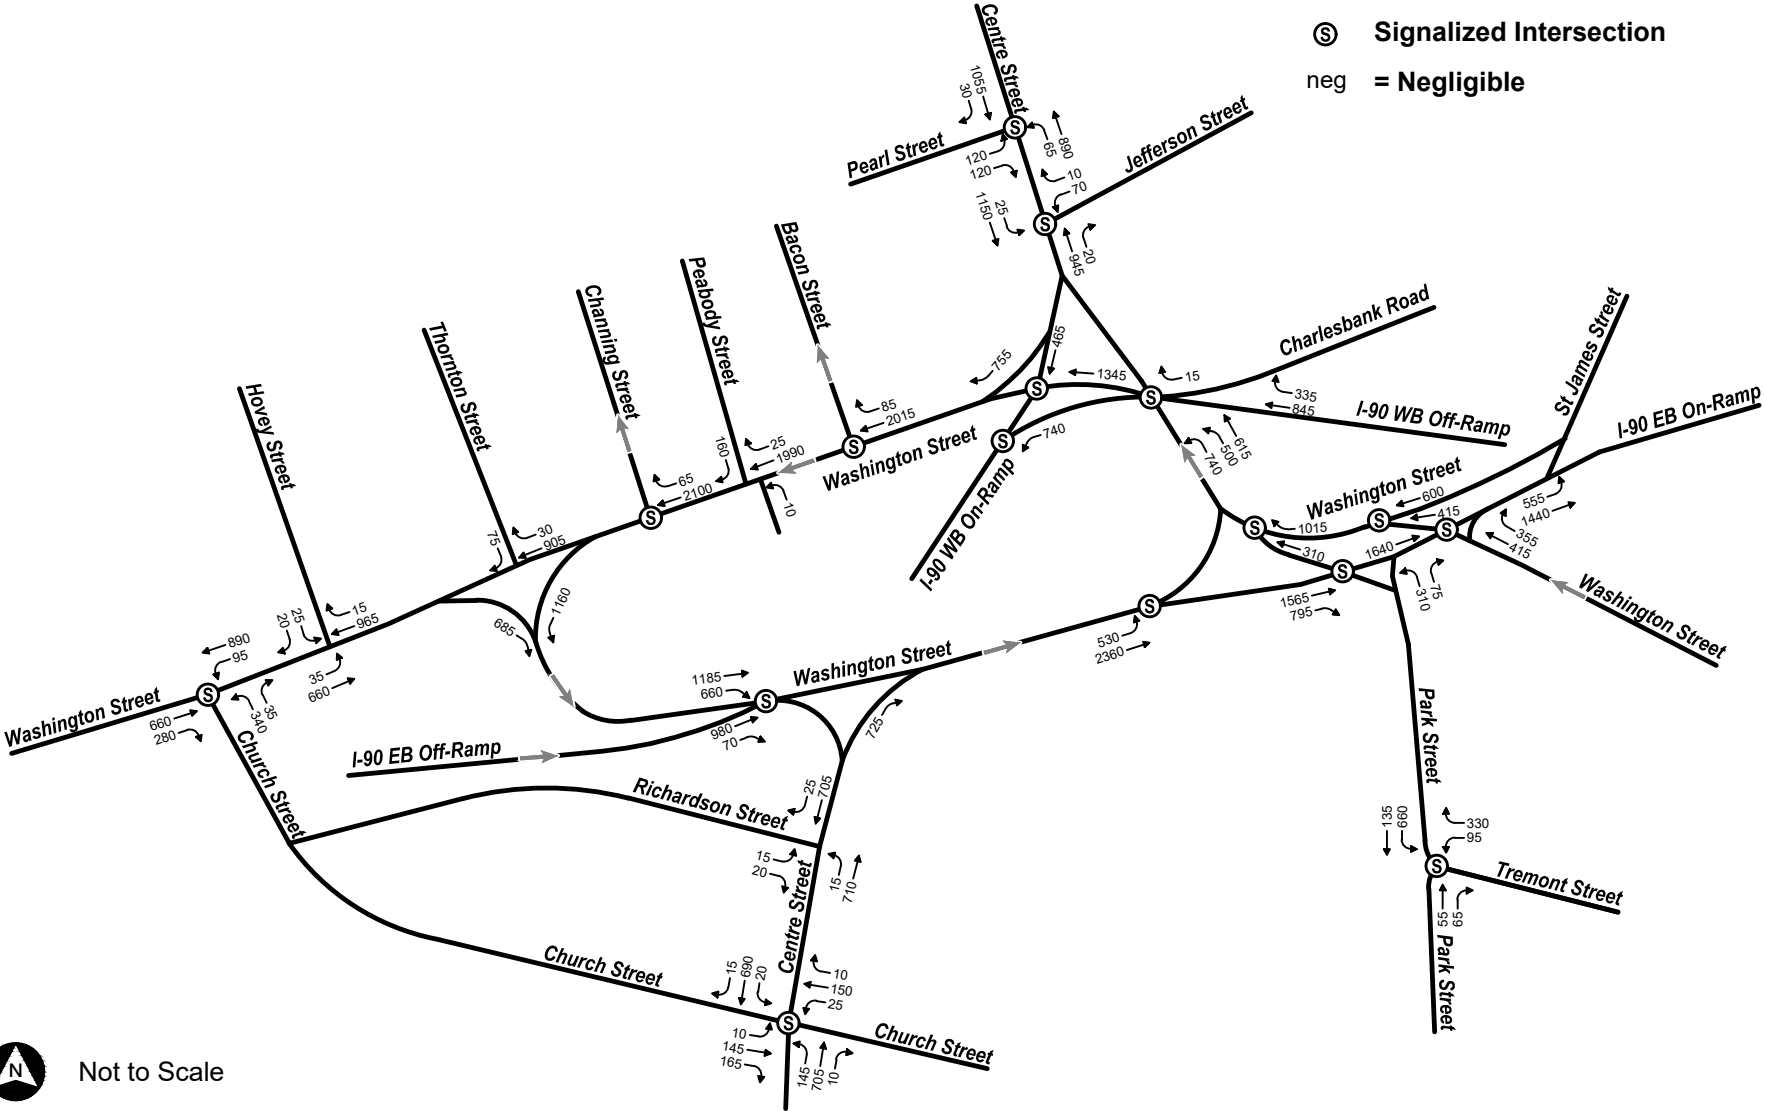 Ⓢ Signalized Intersection
neg = Negligible
Centre Street
1055
30
890
65
Pearl Street
120
120
Jefferson Street
10
70
1150
25
945
20
Bacon Street
Peabody Street
Channing Street
Thornton Street
Hovey Street
Charlesbank Road
St James Street
I-90 EB On-Ramp
465
755
1345
15
335
845
I-90 WB Off-Ramp
85
2015
740
Washington Street
615
500
740
I-90 WB On-Ramp
160
25
1990
10
65
2100
Washington Street
600
415
1015
555
1440
355
415
310
1640
75
30
905
1160
685
75
310
1565
795
Washington Street
15
965
25
20
890
95
35
660
530
2360
Washington Street
1185
660
Washington Street
660
280
35
340
Church Street
980
70
725
I-90 EB Off-Ramp
Richardson Street
25
705
Park Street
135
660
330
95
Tremont Street
15
20
15
710
Centre Street
55
65
Park Street
Church Street
15
690
20
10
150
25
10
145
165
145
705
10
Church Street
N
Not to Scale